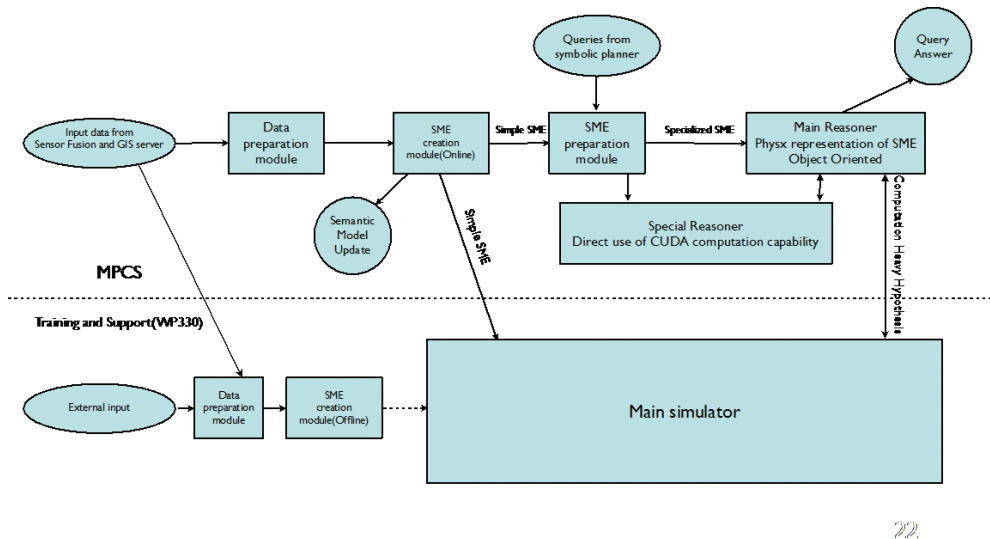 Queries from
symbolic planner
Query
Answer
Input data from
Sensor Fusion and GIS server
Data
preparation
module
SME
creation
module(Online)
Simple SME
SME
preparation
module
Specialized SME
Main Reasoner
Physx representation of SME
Object Oriented
Semantic
Model
Update
Simple SME
Special Reasoner
Direct use of CUDA computation capability
Computation Heavy Hypothesis
MPCS
Training and Support(WP330)
External input
Data
preparation
module
SME
creation
module(Offline)
Main simulator
22